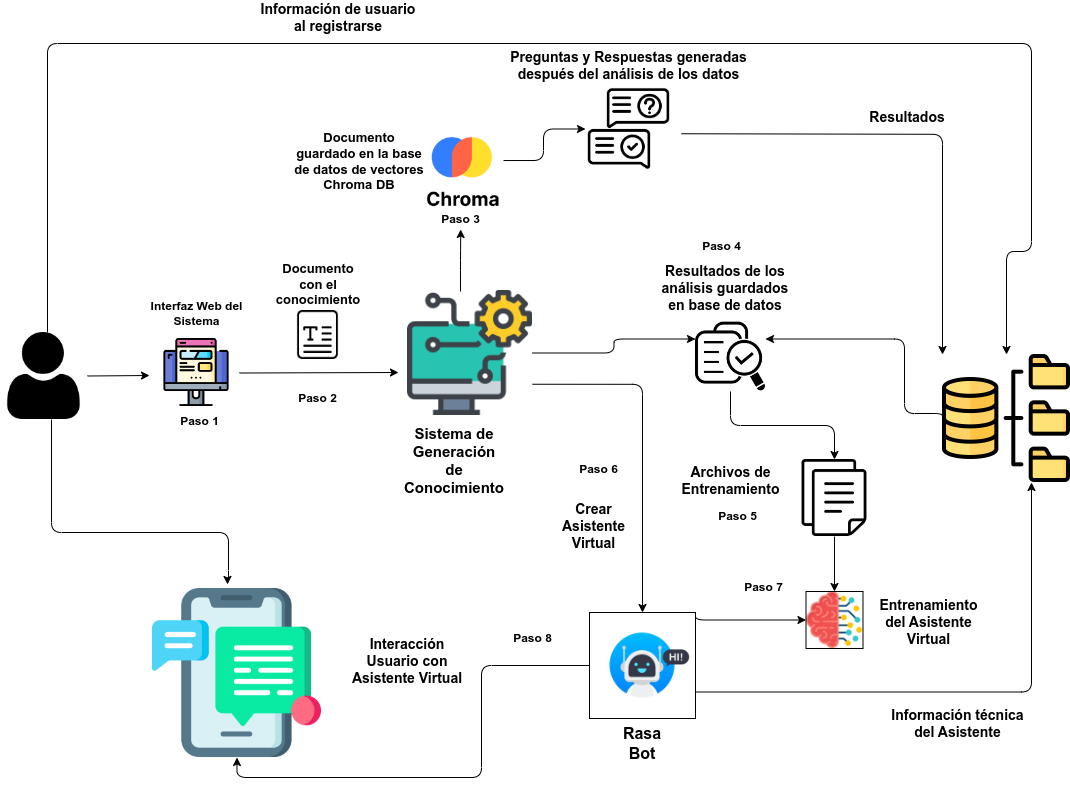 Información de usuario
al registrarse
Preguntas y Respuestas generadas
después del análisis de los datos
Resultados
Documento
guardado en la base
de datos de vectores
Chroma DB
Chroma
Paso 3
Paso 4
Resultados de los
análisis guardados
en base de datos
Documento
con el
conocimiento
T
Interfaz Web del
Sistema
Paso 1
Paso 2
Sistema de
Generación
de
Conocimiento
Paso 6
Crear
Asistente
Virtual
Archivos de
Entrenamiento
Paso 5
Paso 7
Entrenamiento
del Asistente
Virtual
Paso 8
Interacción
Usuario con
Asistente Virtual
HI!
Rasa
Bot
Información técnica
del Asistente